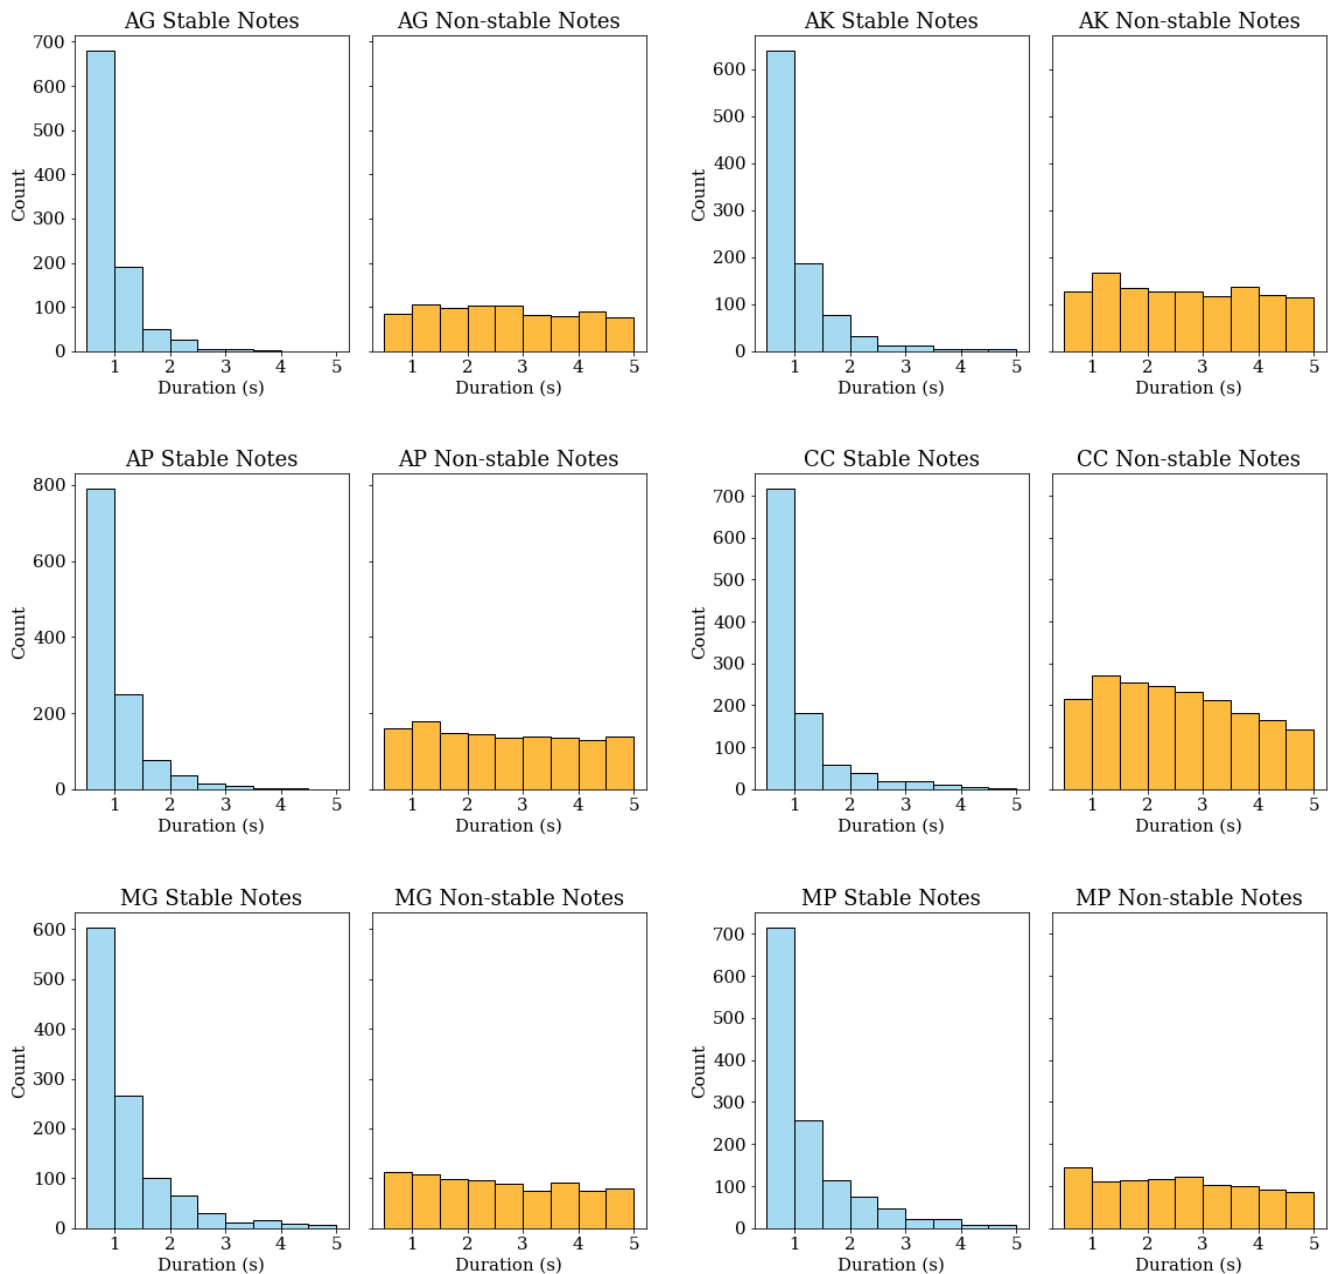 AG Stable Notes
AG Non-stable Notes
700
600
500
400
300
200
100
0
Count
1 2 3 4 5
1 2 3 4 5
Duration (s)
Duration (s)
AK Stable Notes
AK Non-stable Notes
600
500
400
300
200
100
0
Count
1 2 3 4 5
1 2 3 4 5
Duration (s)
Duration (s)
AP Stable Notes
AP Non-stable Notes
800
600
400
200
0
Count
1 2 3 4 5
1 2 3 4 5
Duration (s)
Duration (s)
CC Stable Notes
CC Non-stable Notes
700
600
500
400
300
200
100
0
Count
1 2 3 4 5
1 2 3 4 5
Duration (s)
Duration (s)
MG Stable Notes
MG Non-stable Notes
600
500
400
300
200
100
0
Count
1 2 3 4 5
1 2 3 4 5
Duration (s)
Duration (s)
MP Stable Notes
MP Non-stable Notes
700
600
500
400
300
200
100
0
Count
1 2 3 4 5
1 2 3 4 5
Duration (s)
Duration (s)